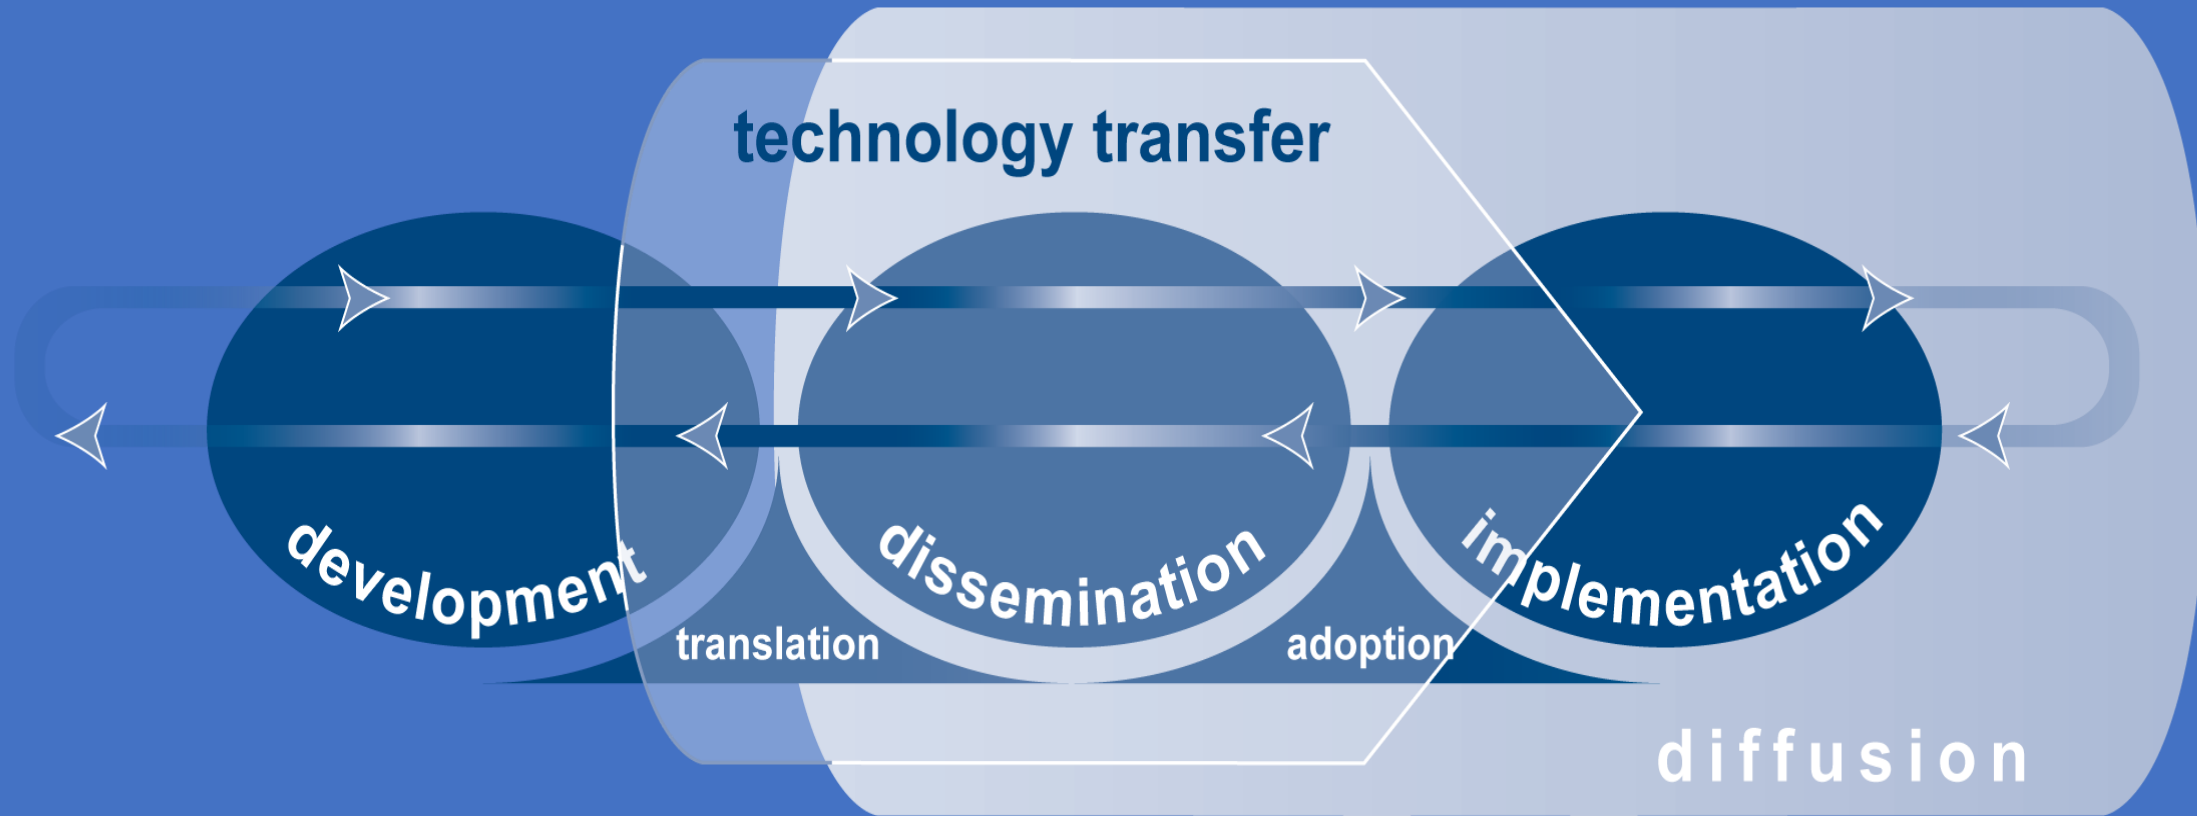 technology transfer
development
dissemination
implementation
translation
adoption
diffusion